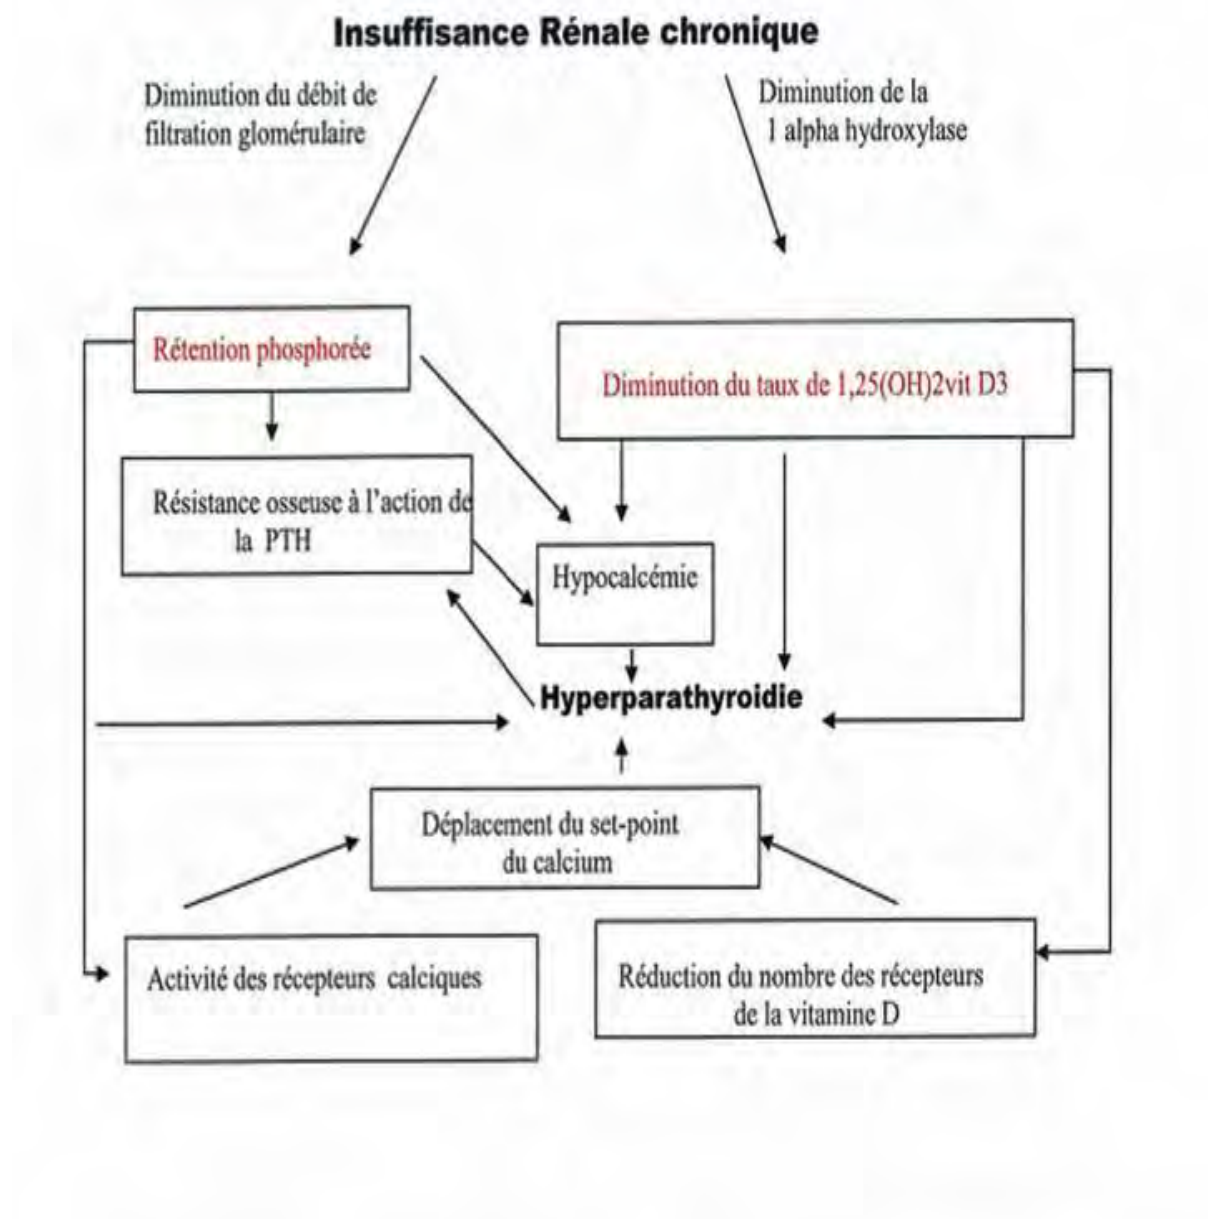 Insuffisance Rénale chronique
Diminution du débit de
filtration glomérulaire
Diminution de la
1 alpha hydroxylase
Rétention phosphorée
Diminution du taux de 1,25(OH)2vit D3
Résistance osseuse à l'action de
la PTH
Hypocalcémie
Hyperparathyroidie
Déplacement du set-point
du calcium
Activité des récepteurs calciques
Réduction du nombre des récepteurs
de la vitamine D